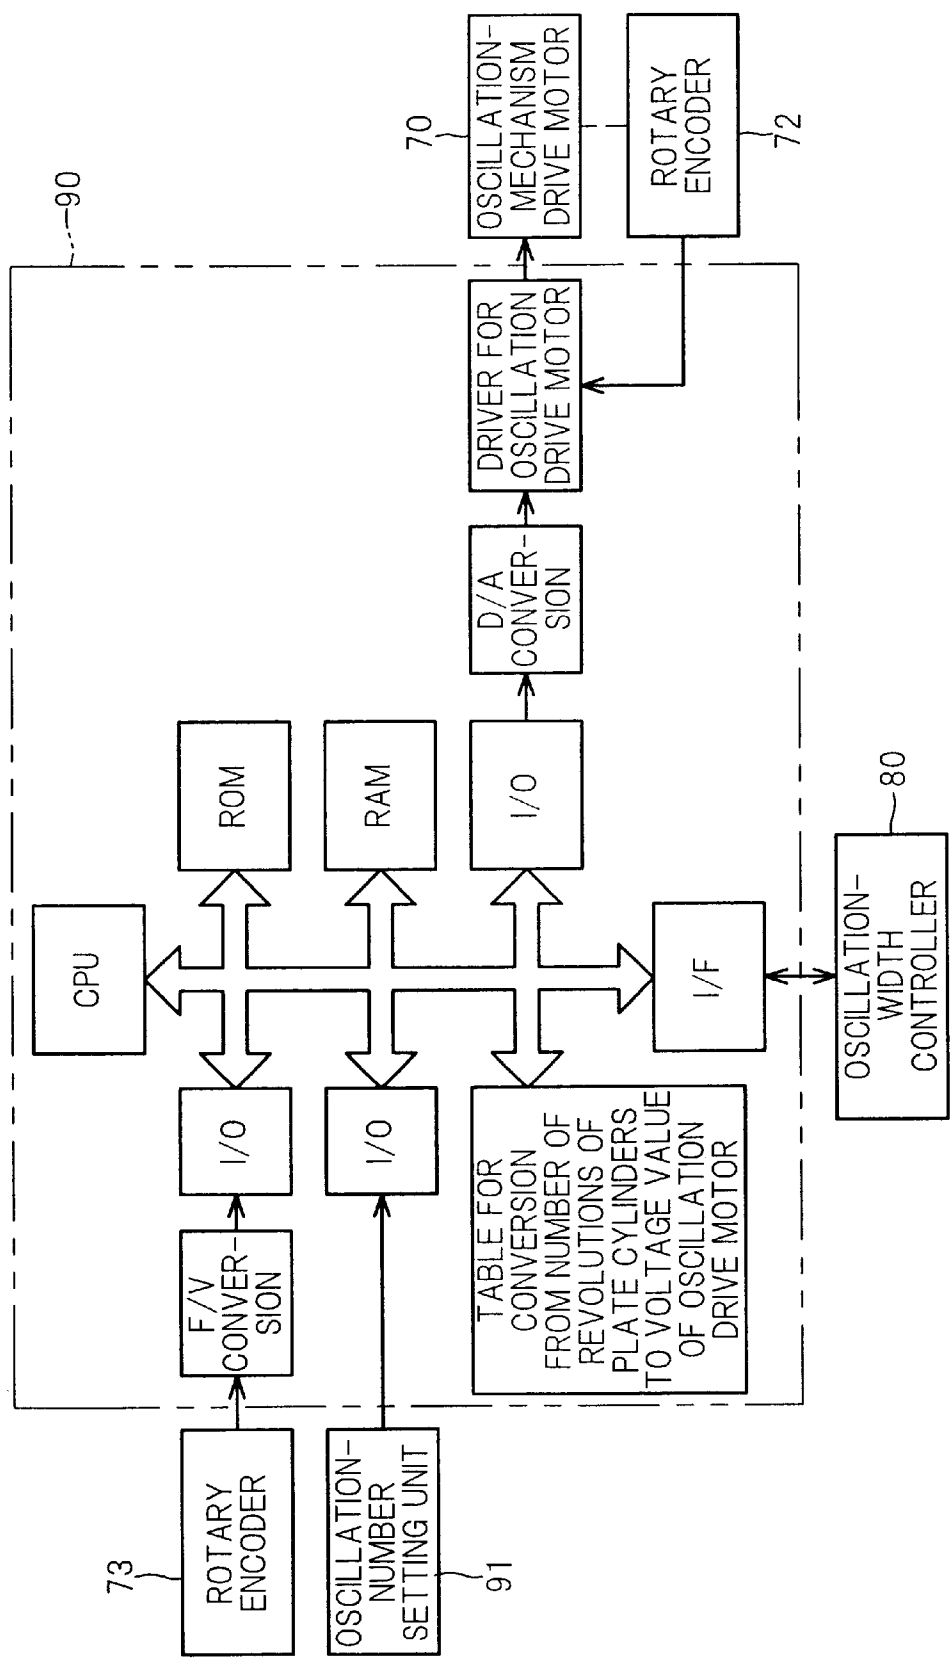 90
CPU
73
ROTARY
ENCODER
F/V
CONVER-
SION
I/O
ROM
OSCILLATION-
NUMBER
SETTING UNIT
91
I/O
RAM
TABLE FOR
CONVERSION
FROM NUMBER OF
REVOLUTIONS OF
PLATE CYLINDERS
TO VOLTAGE VALUE
OF OSCILLATION
DRIVE MOTOR
I/O
D/A
CONVER-
SION
DRIVER FOR
OSCILLATION
DRIVE MOTOR
70
OSCILLATION-
MECHANISM
DRIVE MOTOR
ROTARY
ENCODER
72
I/F
OSCILLATION-
WIDTH
CONTROLLER
80